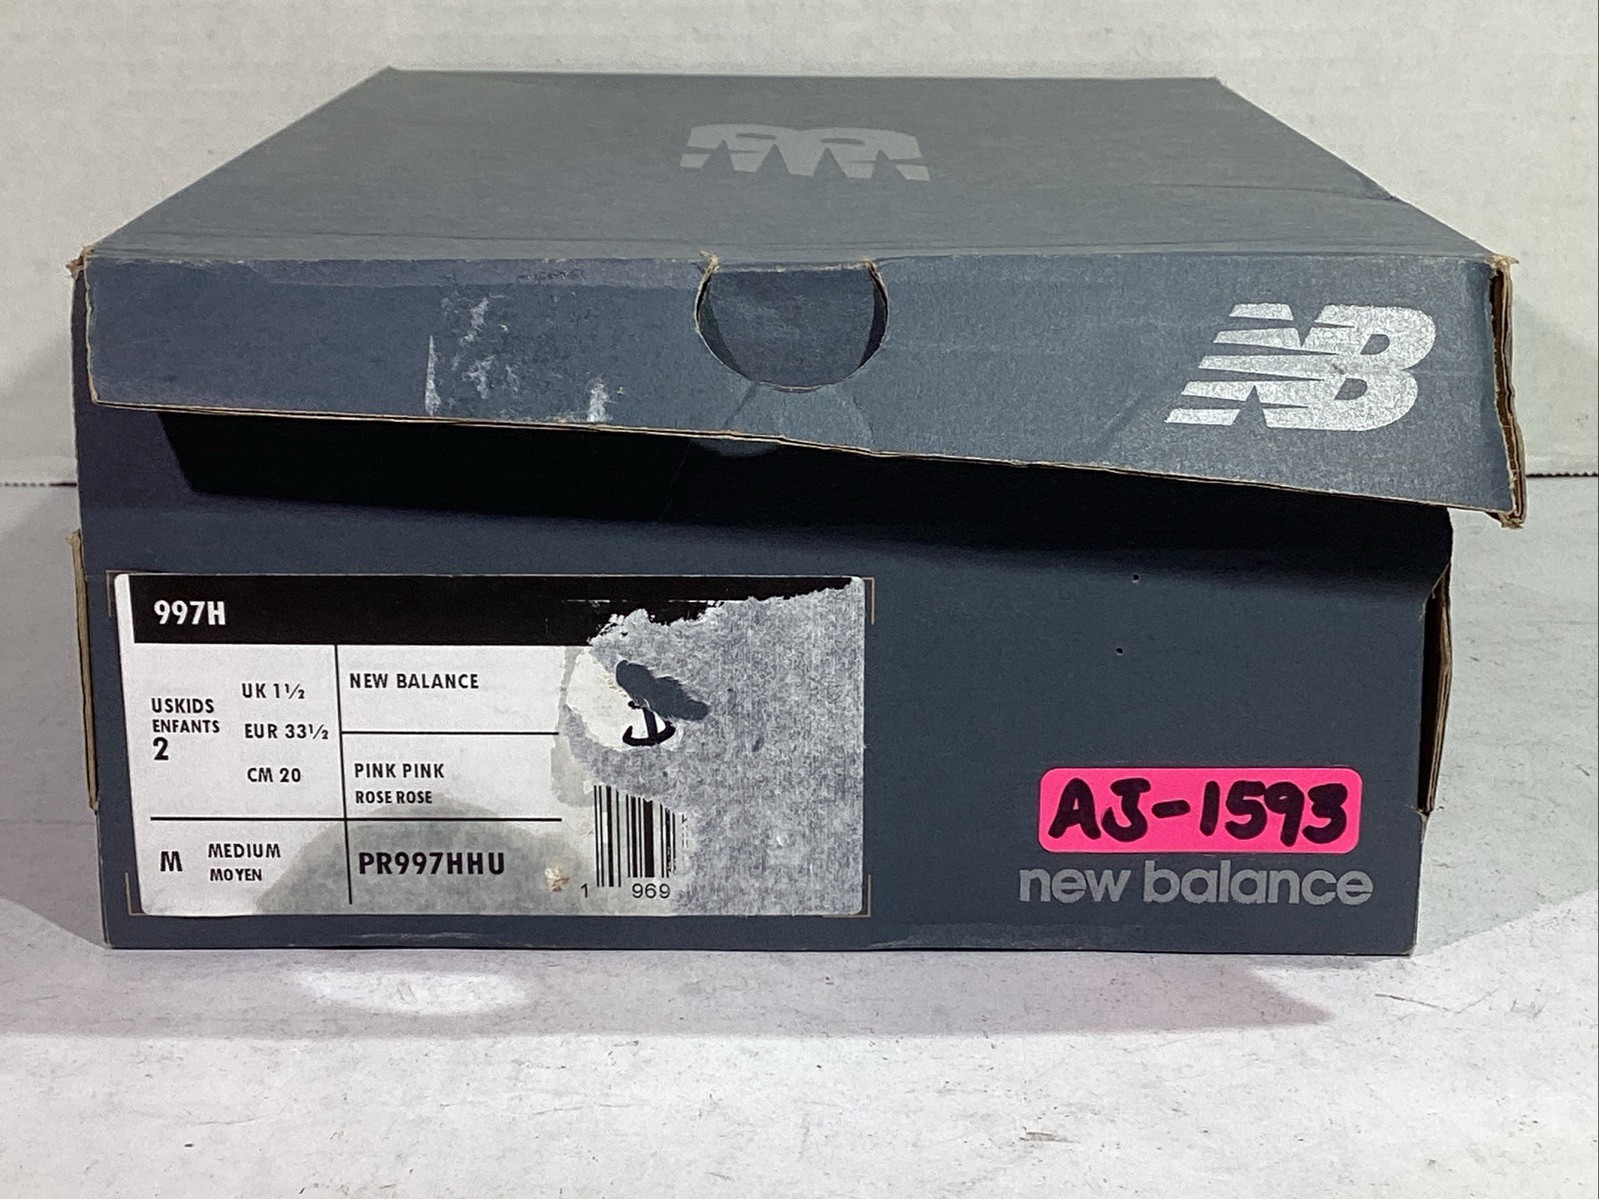 NB
997H
USKIDS
ENFANTS
2
UK 1½
EUR 33½
CM 20
NEW BALANCE
PINK PINK
ROSE ROSE
M
MEDIUM
MOYEN
PR997HHU
1 969
AJ-1593
new balance